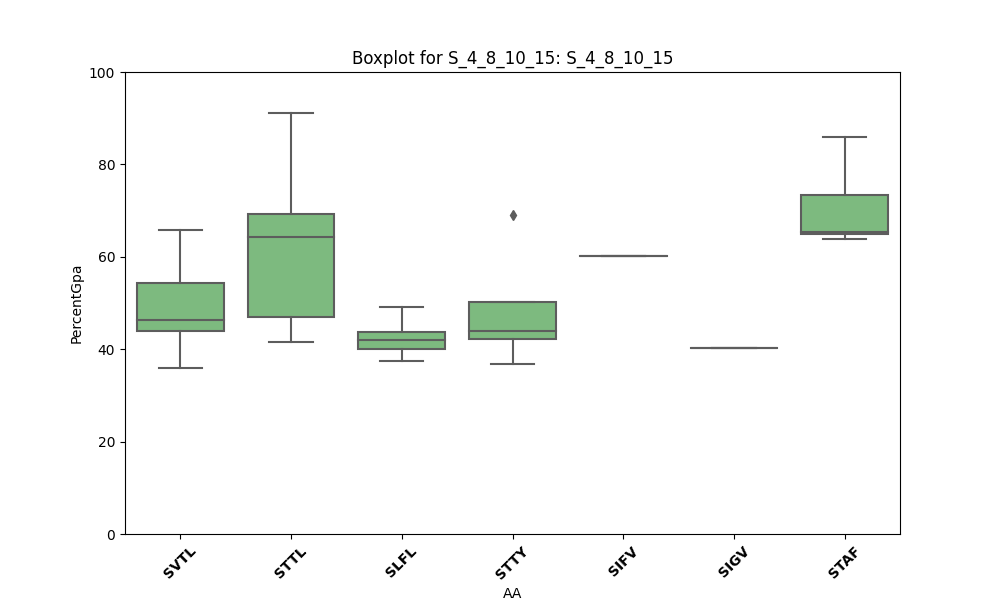 Boxplot for S_4_8_10_15: S_4_8_10_15
PercentGpa
100
80
60
40
20
0
SVTL
STTL
SLFL
STTY
SIFV
SIGV
STAF
AA